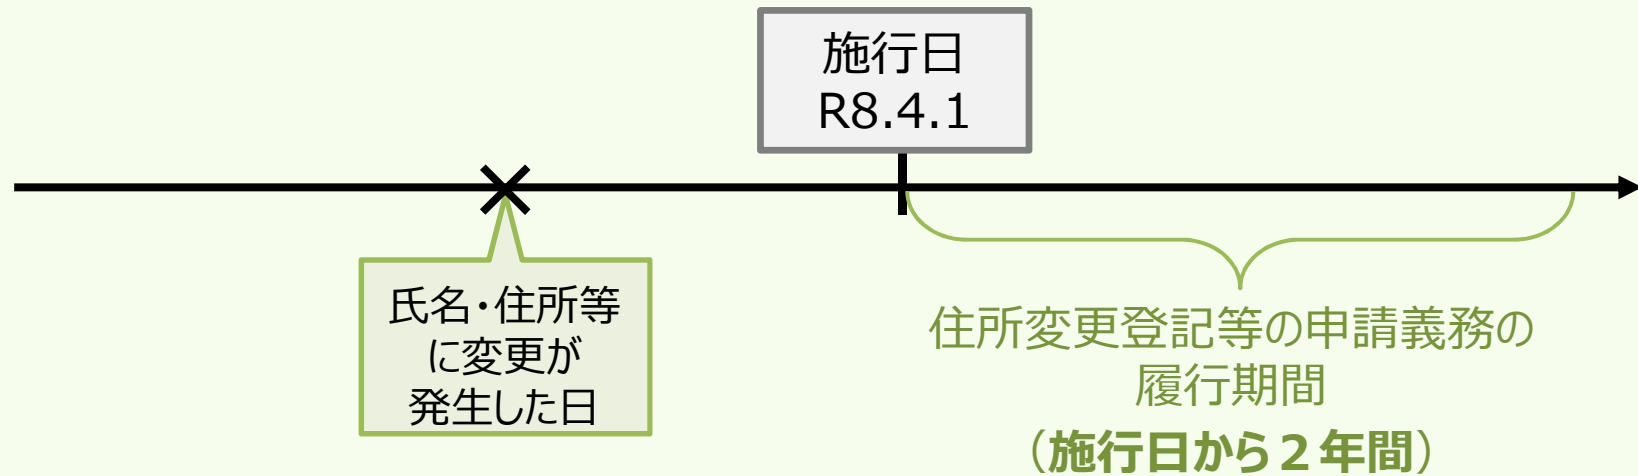 施行日
R8.4.1
氏名・住所等
に変更が
発生した日
住所変更登記等の申請義務の
履行期間
（施行日から２年間）